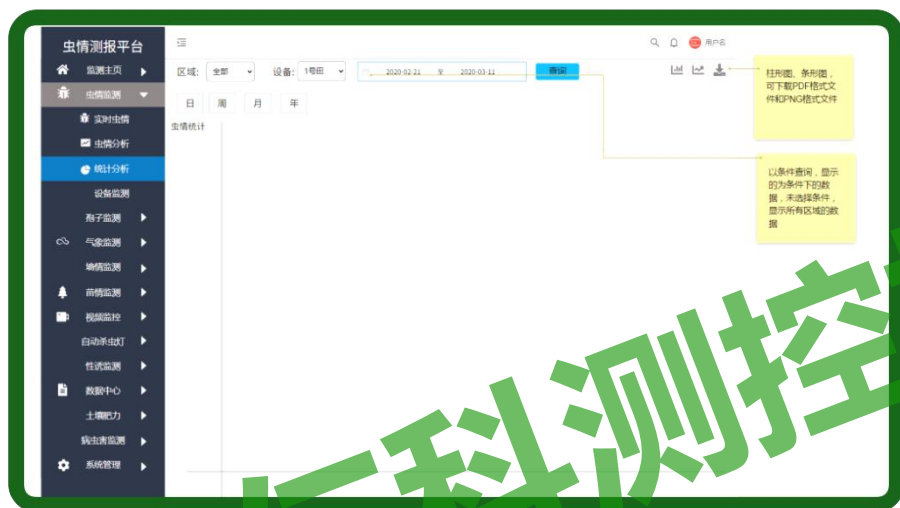 虫情测报平台
用户名
监测主页
区域: 全部 设备: 1号田 2020-02-21 至 2020-03-11 查询
柱形图、条形图，
可下载PDF格式文
件和PNG格式文件
虫情监测
日 周 月 年
实时虫情
虫情统计
虫情分析
统计分析
以条件查询，显示
的为条件下的数
据，未选择条件，
显示所有区域的数
据
设备监测
孢子监测
气象监测
墒情监测
苗情监测
视频监控
自动杀虫灯
性诱监测
数据中心
土壤肥力
病虫害监测
系统管理
科测控